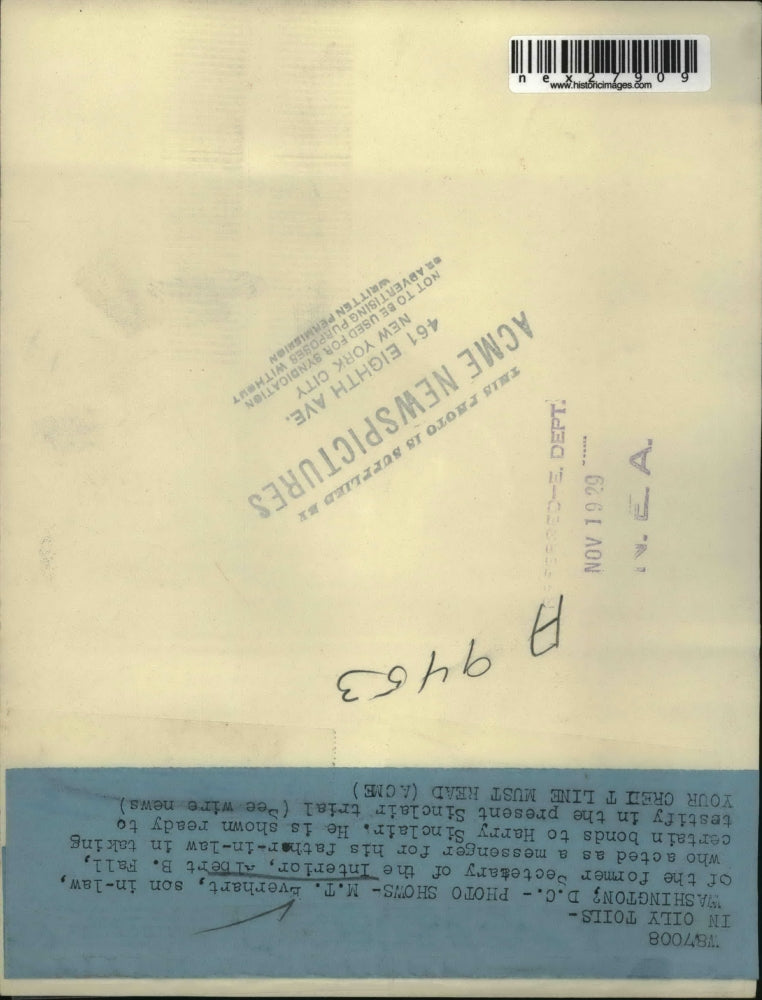 nex27909
www.historicimages.com
THIS PHOTO IS SUPPLIED BY
ACME NEWSPICTURES
461 EIGHTH AVE.
NEW YORK CITY
NOT TO BE USED FOR SYNDICATION
OR ADVERTISING PURPOSES WITHOUT
WRITTEN PERMISSION
E. DEPT.
NOV 19 29
N. E. A.
A 9453
W87008
IN OILY TOILS-
WASHINGTON; D.C.- PHOTO SHOWS- M.T. Everhart, son in-law,
of the former Secretary of the Interior, Albert B. Fall,
who acted as a messenger for his father-in-law in taking
certain bonds to Harry Sinclair. He is shown ready to
testify in the present Sinclair trial (See wire news)
YOUR CREDIT LINE MUST READ (ACME)